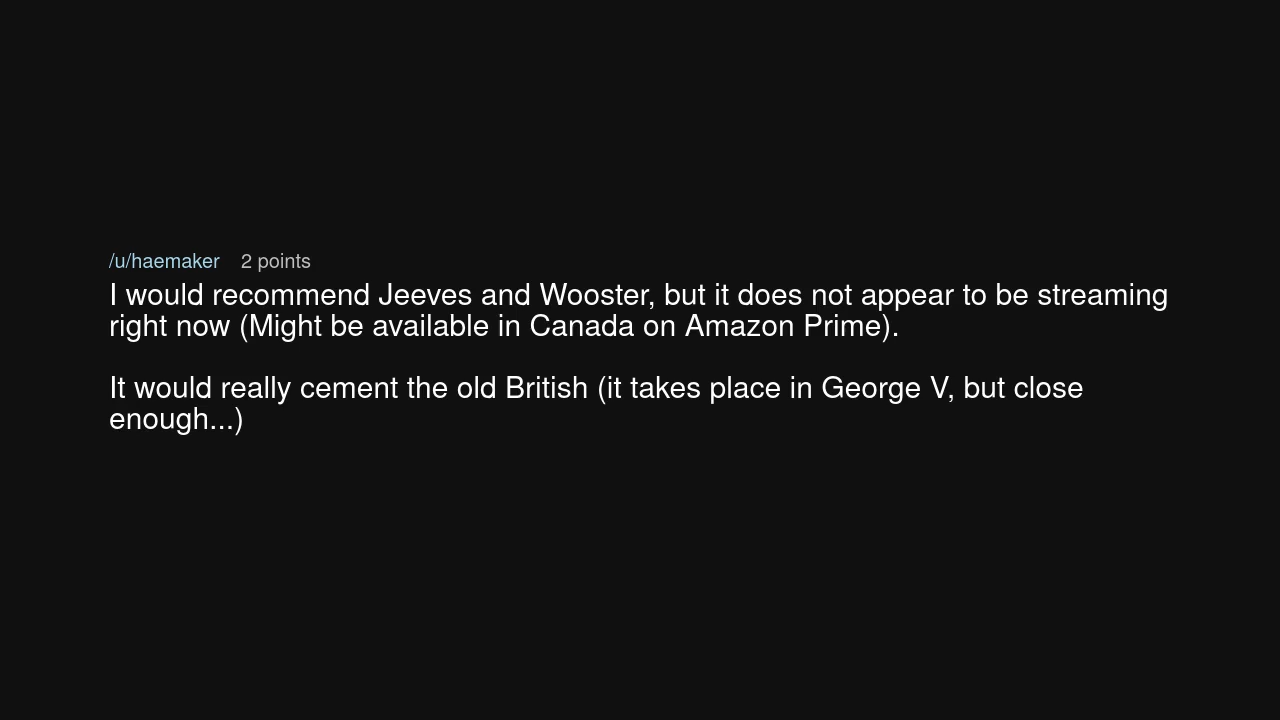 /u/haemaker 2 points
I would recommend Jeeves and Wooster, but it does not appear to be streaming
right now (Might be available in Canada on Amazon Prime).
It would really cement the old British (it takes place in George V, but close
enough...)